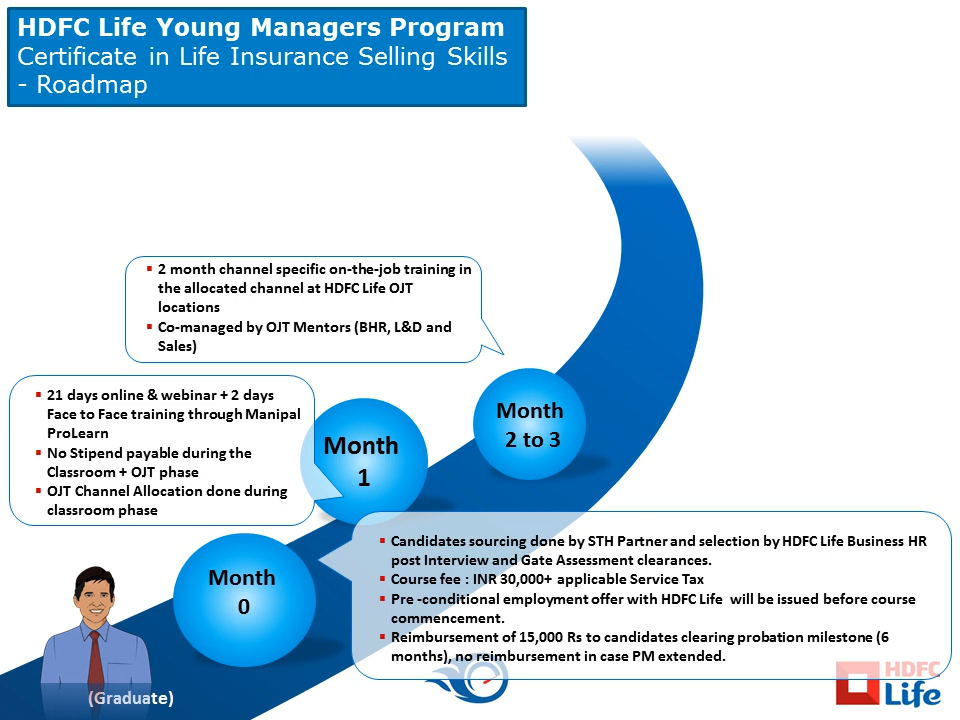 HDFC Life Young Managers Program
Certificate in Life Insurance Selling Skills
- Roadmap
▪ 2 month channel specific on-the-job training in
the allocated channel at HDFC Life OJT
locations
▪ Co-managed by OJT Mentors (BHR, L&D and
Sales)
▪ 21 days online & webinar + 2 days
Face to Face training through Manipal
ProLearn
▪ No Stipend payable during the
Classroom + OJT phase
▪ OJT Channel Allocation done during
classroom phase
Month
1
Month
2 to 3
Month
0
▪ Candidates sourcing done by STH Partner and selection by HDFC Life Business HR
post Interview and Gate Assessment clearances.
▪ Course fee : INR 30,000+ applicable Service Tax
▪ Pre -conditional employment offer with HDFC Life will be issued before course
commencement.
▪ Reimbursement of 15,000 Rs to candidates clearing probation milestone (6
months), no reimbursement in case PM extended.
(Graduate)
HDFC
Life